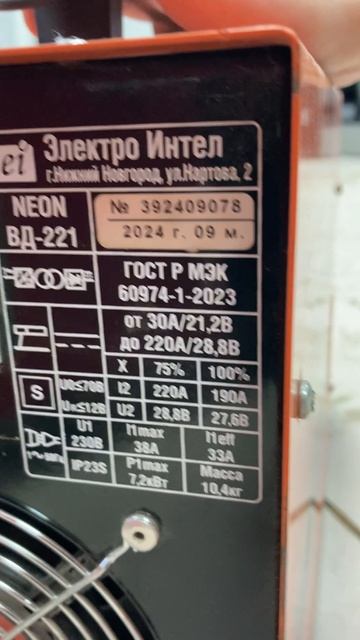 ei Электро Интел
г.Нижний Новгород, ул.Нартова, 2
NEON
ВД-221
№ 392409078
2024 г. 09 м.
ГОСТ Р МЭК
60974-1-2023
от 30А/21,2В
до 220А/28,8В
X 75% 100%
S
U0≤70В I2 220А 190А
≤12В U2 28,8В 27,6В
U1 I1max I1eff
230В 38А 33А
IP23S P1max Масса
7,2кВт 10,4кг